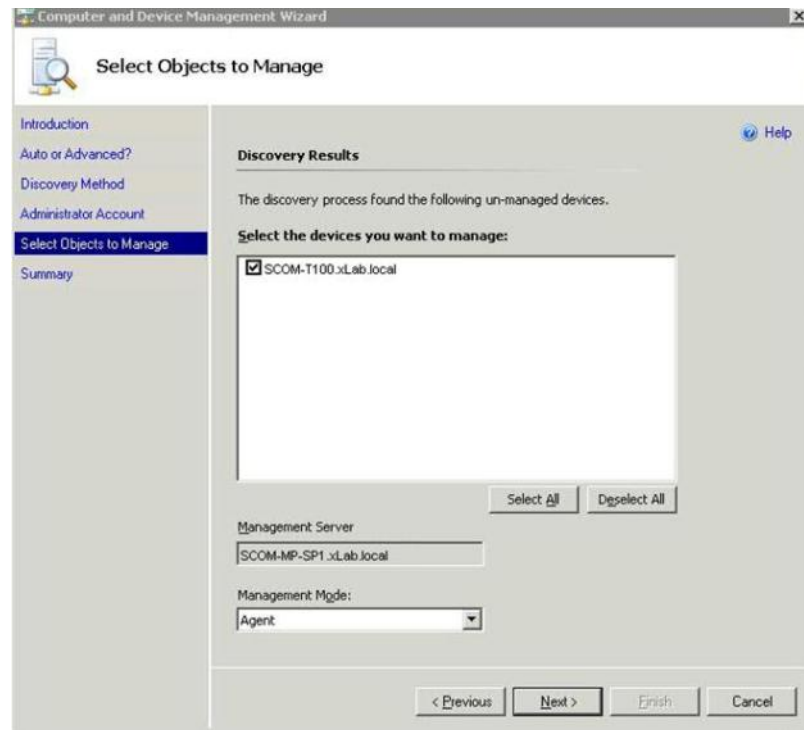 Computer and Device Management Wizard
Select Objects to Manage
Introduction
Auto or Advanced?
Discovery Method
Administrator Account
Select Objects to Manage
Summary
Help
Discovery Results
The discovery process found the following un-managed devices.
Select the devices you want to manage:
SCOM-T100.xLab.local
Select All
Deselect All
Management Server
SCOM-MP-SP1.xLab.local
Management Mode:
Agent
< Previous
Next >
Finish
Cancel